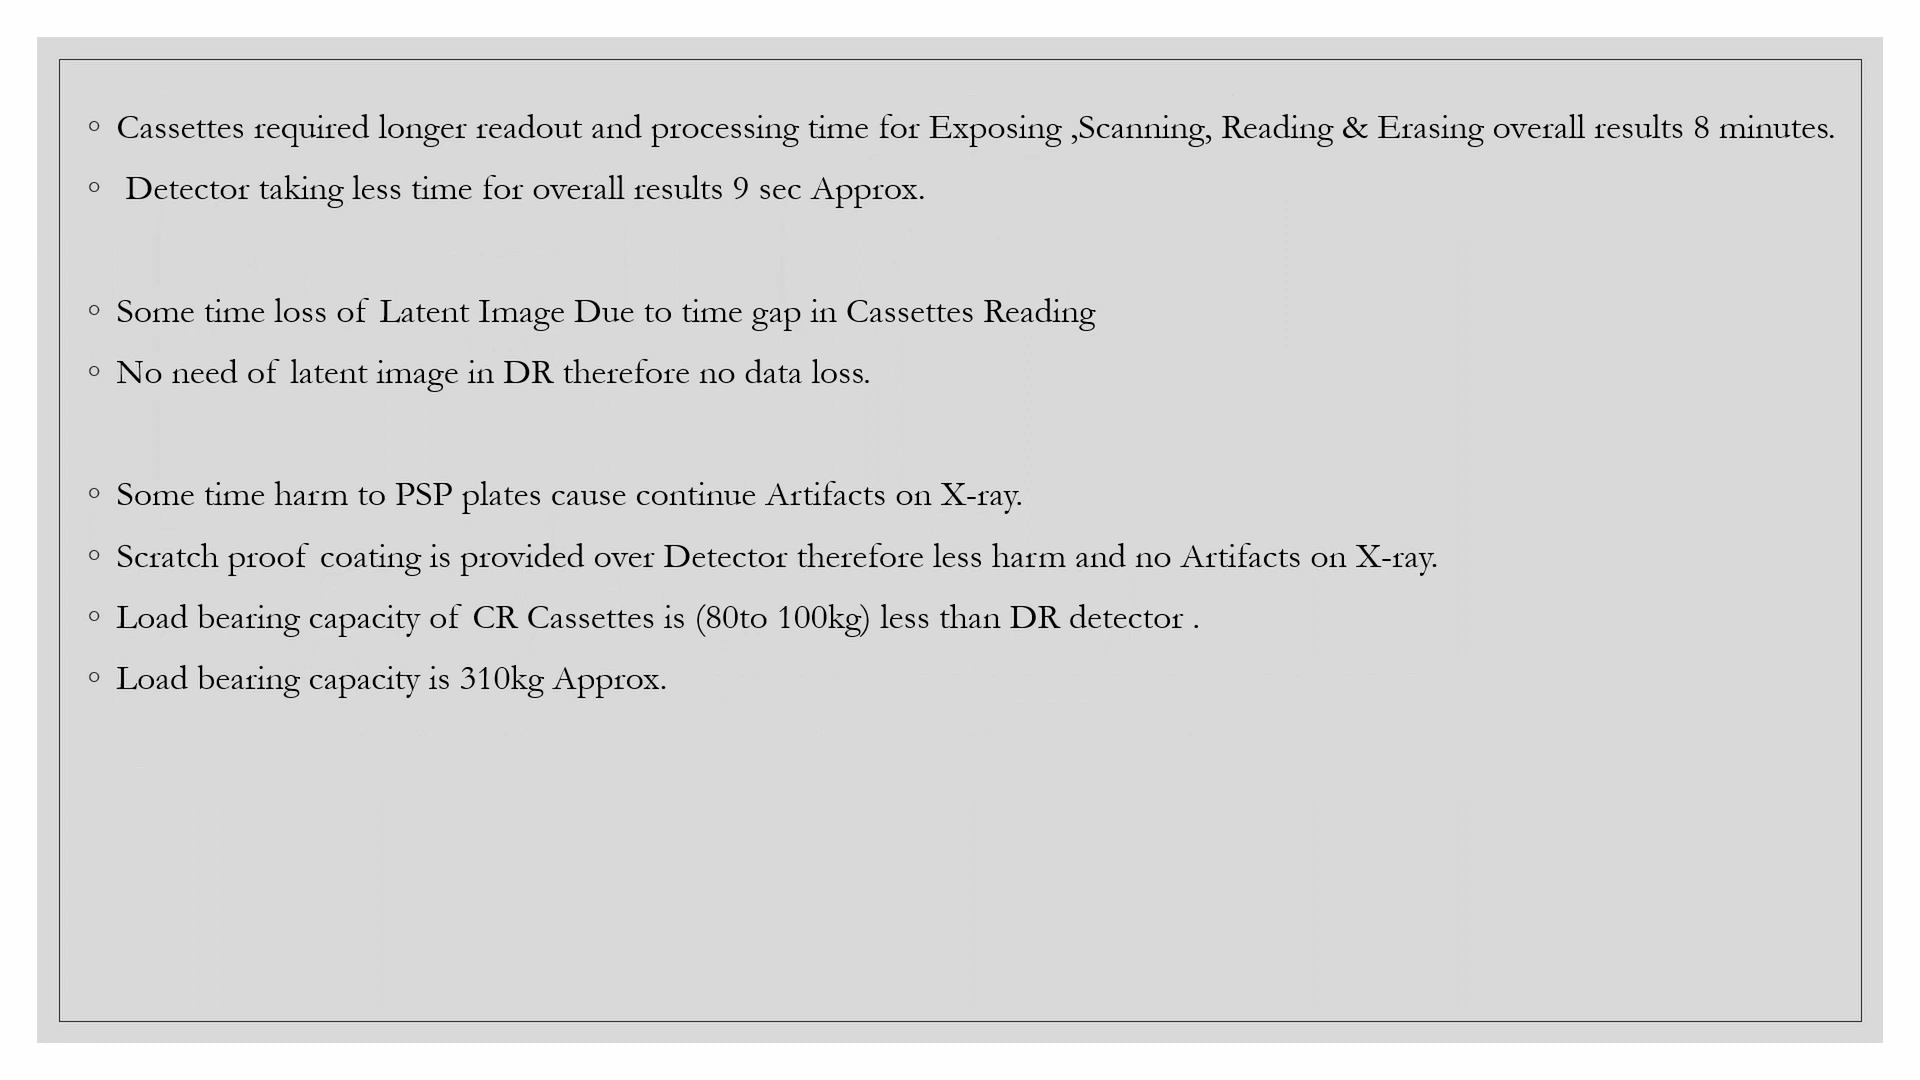 ◦ Cassettes required longer readout and processing time for Exposing ,Scanning, Reading & Erasing overall results 8 minutes.
◦ Detector taking less time for overall results 9 sec Approx.
◦ Some time loss of Latent Image Due to time gap in Cassettes Reading
◦ No need of latent image in DR therefore no data loss.
◦ Some time harm to PSP plates cause continue Artifacts on X-ray.
◦ Scratch proof coating is provided over Detector therefore less harm and no Artifacts on X-ray.
◦ Load bearing capacity of CR Cassettes is (80to 100kg) less than DR detector .
◦ Load bearing capacity is 310kg Approx.